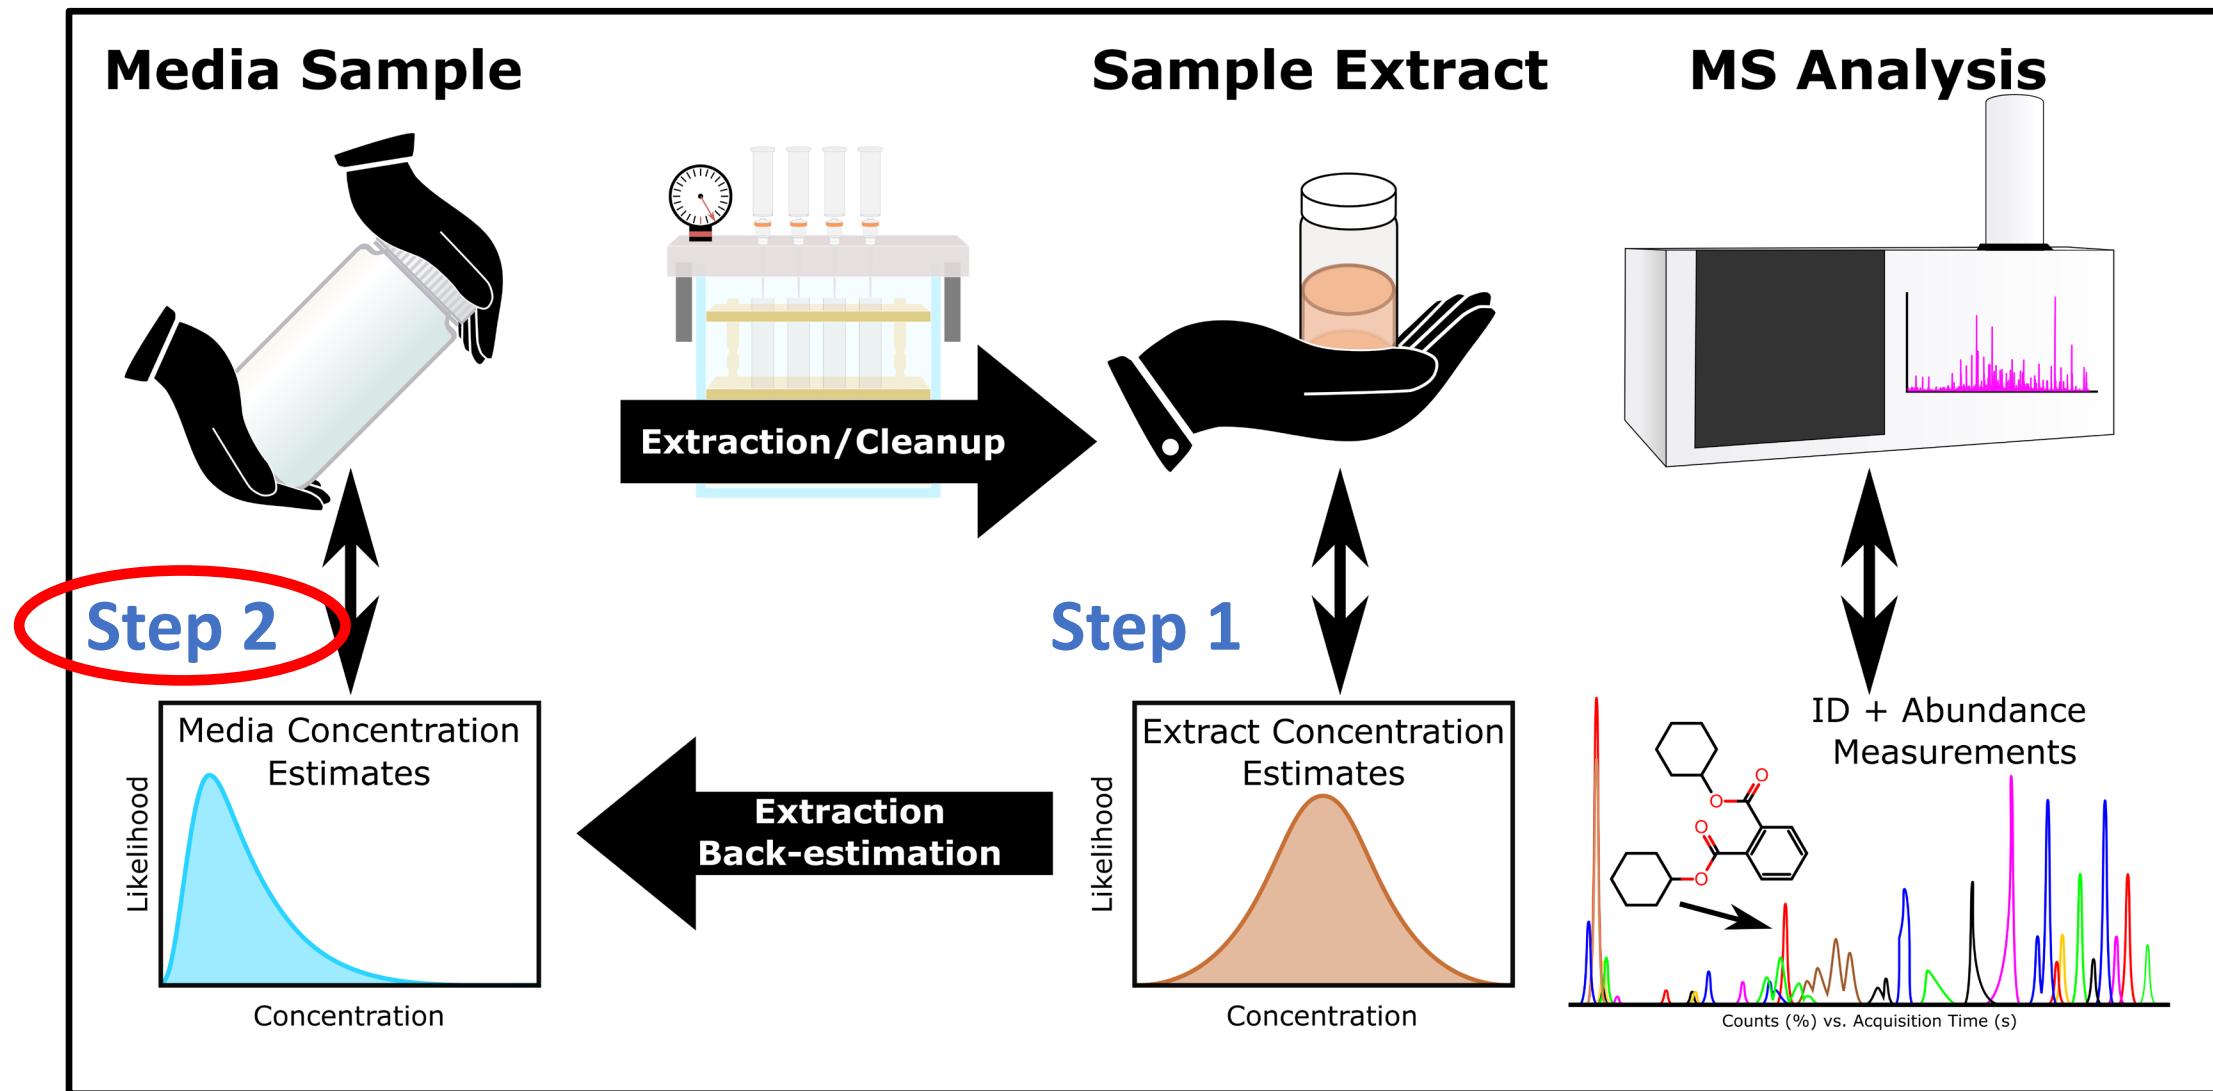 Media Sample
Sample Extract
MS Analysis
Extraction/Cleanup
Step 2
Step 1
Media Concentration
Estimates
Likelihood
Concentration
Extraction
Back-estimation
Extract Concentration
Estimates
Likelihood
Concentration
ID + Abundance
Measurements
O
O
O
O
Counts (%) vs. Acquisition Time (s)